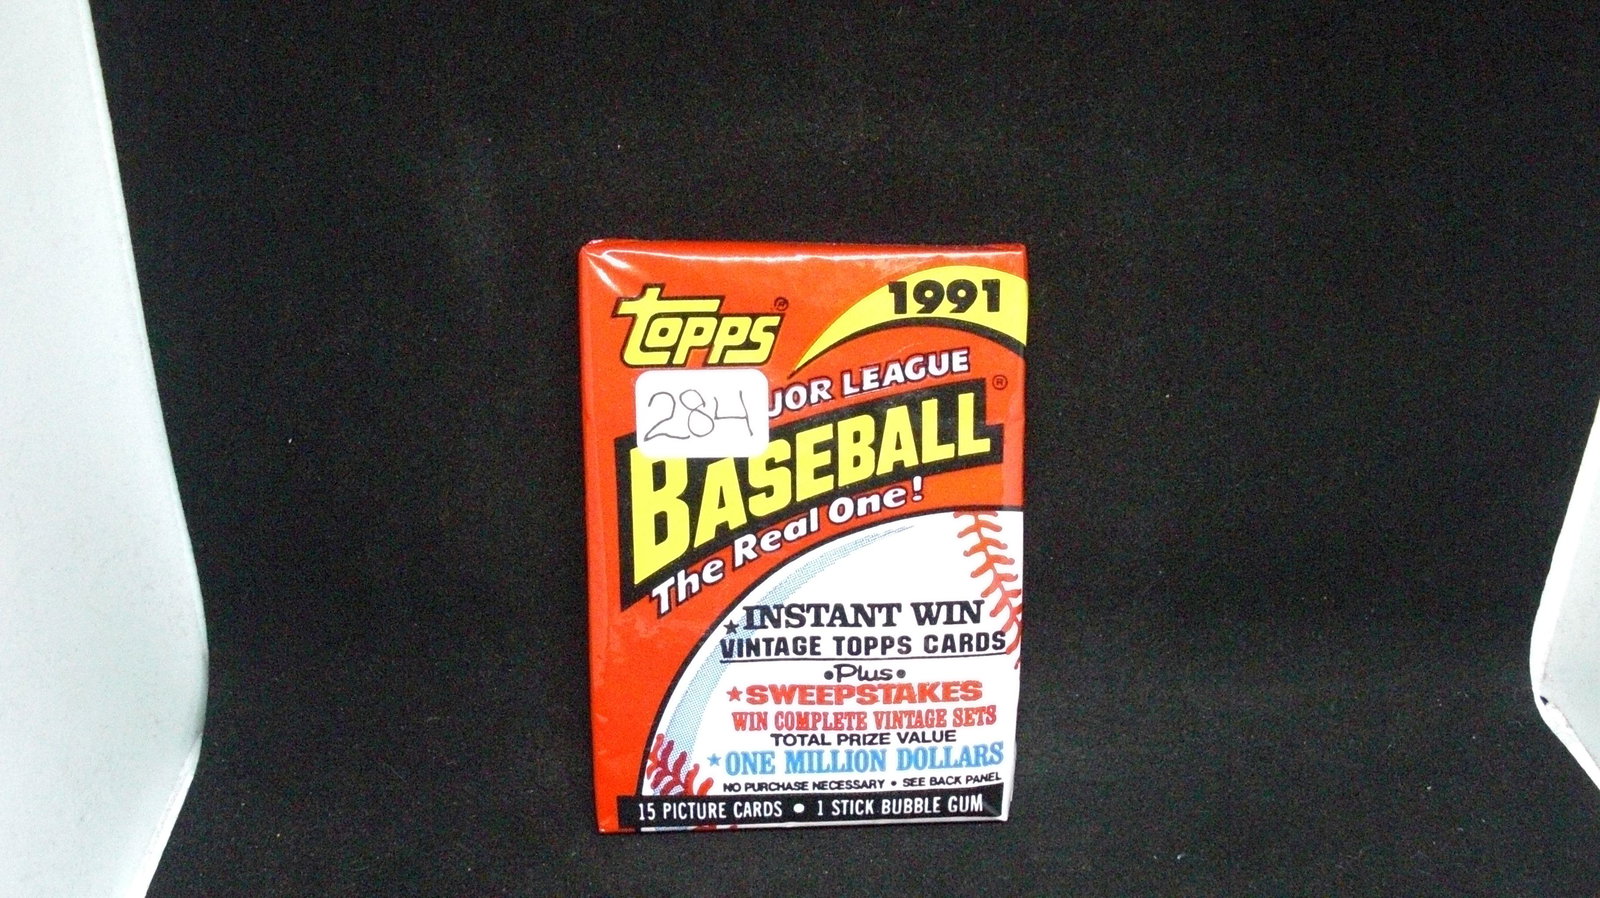 topps®
1991
284
JOR LEAGUE
BASEBALL®
The Real One!
★INSTANT WIN
VINTAGE TOPPS CARDS
•Plus•
★SWEEPSTAKES
WIN COMPLETE VINTAGE SETS
TOTAL PRIZE VALUE
★ONE MILLION DOLLARS
NO PURCHASE NECESSARY • SEE BACK PANEL
15 PICTURE CARDS • 1 STICK BUBBLE GUM